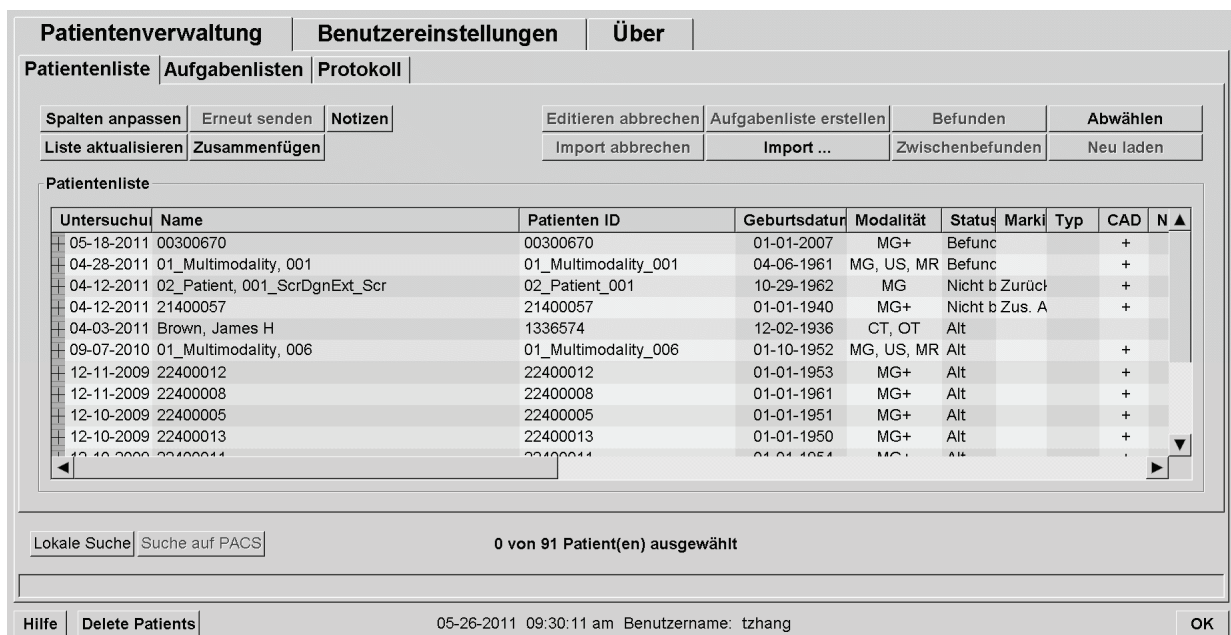 Patientenverwaltung Benutzereinstellungen Über
Patientenliste Aufgabenlisten Protokoll
Spalten anpassen Erneut senden Notizen Editieren abbrechen Aufgabenliste erstellen Befunden Abwählen
Liste aktualisieren Zusammenfügen Import abbrechen Import ... Zwischenbefunden Neu laden
Patientenliste
Untersuchu Name Patienten ID Geburtsdatur Modalität Status Marki Typ CAD N
05-18-2011 00300670 00300670 01-01-2007 MG+ Befunc +
04-28-2011 01_Multimodality, 001 01_Multimodality_001 04-06-1961 MG, US, MR Befunc +
04-12-2011 02_Patient, 001_ScrDgnExt_Scr 02_Patient_001 10-29-1962 MG Nicht b Zurück +
04-12-2011 21400057 21400057 01-01-1940 MG+ Nicht b Zus. A +
04-03-2011 Brown, James H 1336574 12-02-1936 CT, OT Alt
09-07-2010 01_Multimodality, 006 01_Multimodality_006 01-10-1952 MG, US, MR Alt +
12-11-2009 22400012 22400012 01-01-1953 MG+ Alt +
12-11-2009 22400008 22400008 01-01-1961 MG+ Alt +
12-10-2009 22400005 22400005 01-01-1951 MG+ Alt +
12-10-2009 22400013 22400013 01-01-1950 MG+ Alt +
Lokale Suche Suche auf PACS 0 von 91 Patient(en) ausgewählt
Hilfe Delete Patients 05-26-2011 09:30:11 am Benutzername: tzhang OK